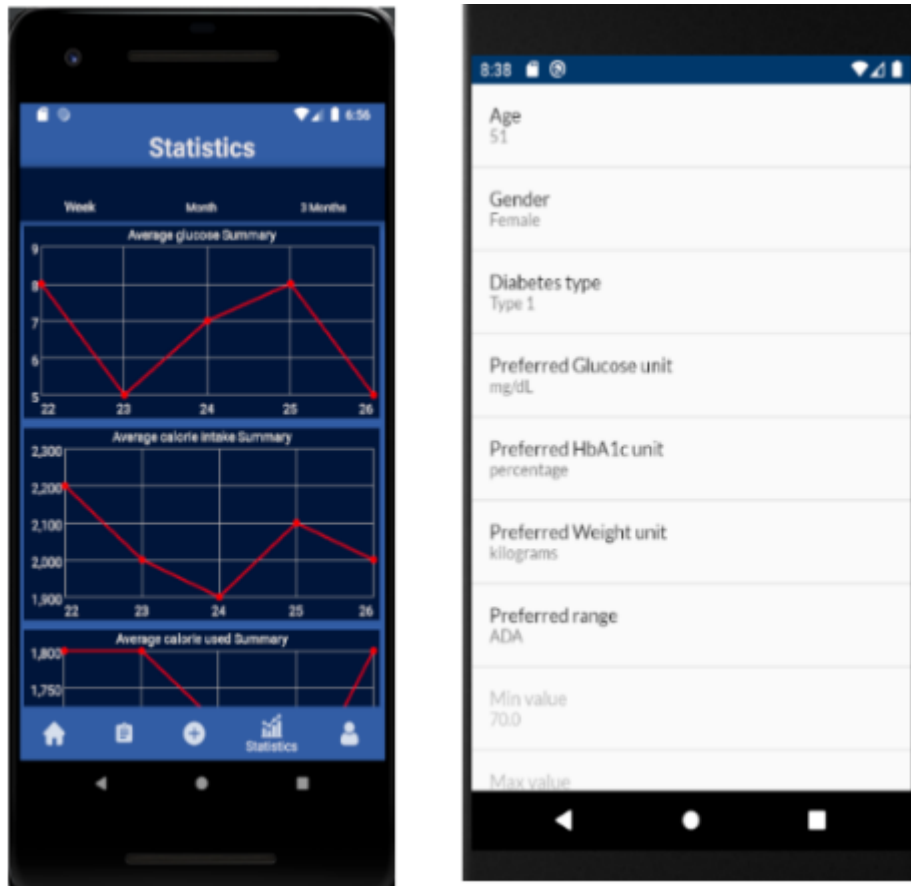 6:56
Statistics
Week Month 3 Months
Average glucose Summary
9
8
7
6
5
22 23 24 25 26
Average calorie intake Summary
2,300
2,200
2,100
2,000
1,900
22 23 24 25 26
Average calorie used Summary
1,800
1,750
Statistics
8:38
Age
51
Gender
Female
Diabetes type
Type 1
Preferred Glucose unit
mg/dL
Preferred HbA1c unit
percentage
Preferred Weight unit
kilograms
Preferred range
ADA
Min value
70.0
Max value